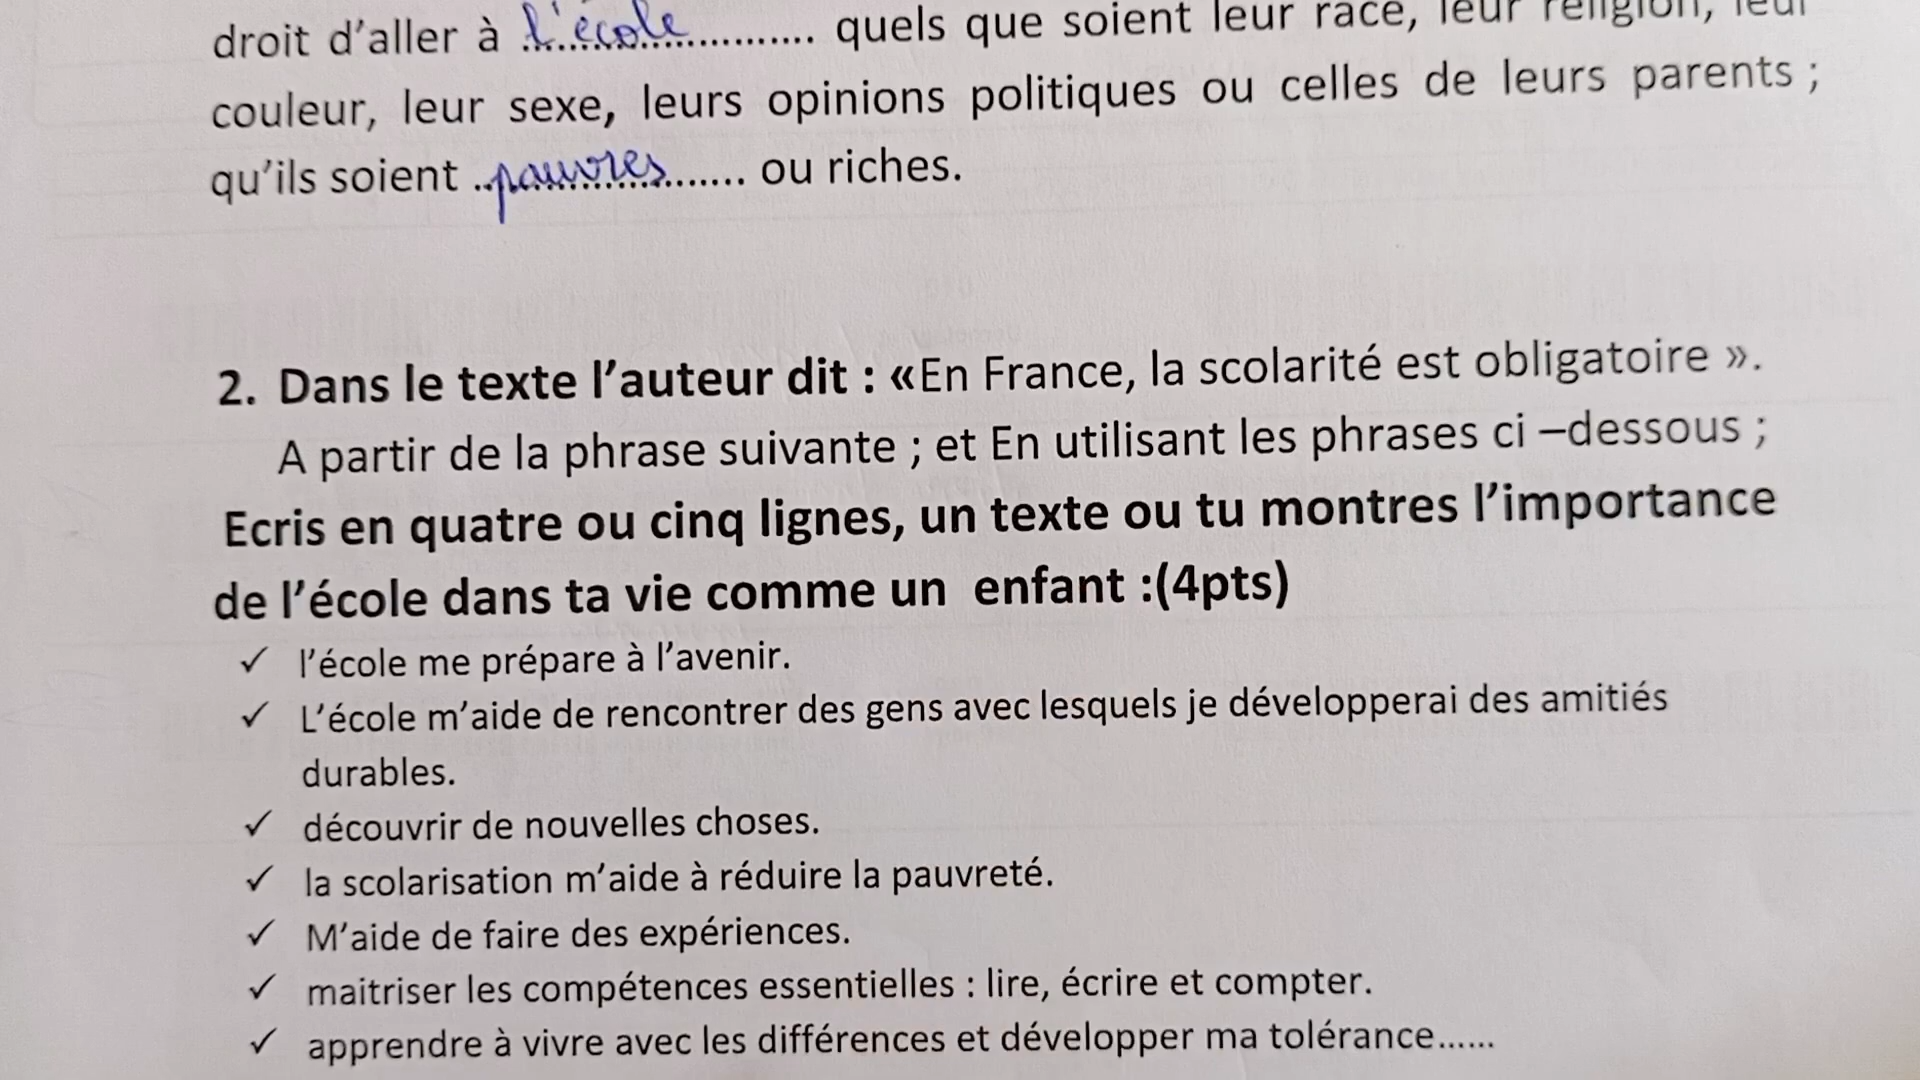 droit d'aller à l'école.............. quels que soient leur race, leur religion, leur
couleur, leur sexe, leurs opinions politiques ou celles de leurs parents ;
qu'ils soient ..pauvres........ ou riches.
2. Dans le texte l'auteur dit : «En France, la scolarité est obligatoire ».
A partir de la phrase suivante ; et En utilisant les phrases ci –dessous ;
Ecris en quatre ou cinq lignes, un texte ou tu montres l'importance
de l'école dans ta vie comme un enfant :(4pts)
✓ l'école me prépare à l'avenir.
✓ L'école m'aide de rencontrer des gens avec lesquels je développerai des amitiés
durables.
✓ découvrir de nouvelles choses.
✓ la scolarisation m'aide à réduire la pauvreté.
✓ M'aide de faire des expériences.
✓ maitriser les compétences essentielles : lire, écrire et compter.
✓ apprendre à vivre avec les différences et développer ma tolérance......